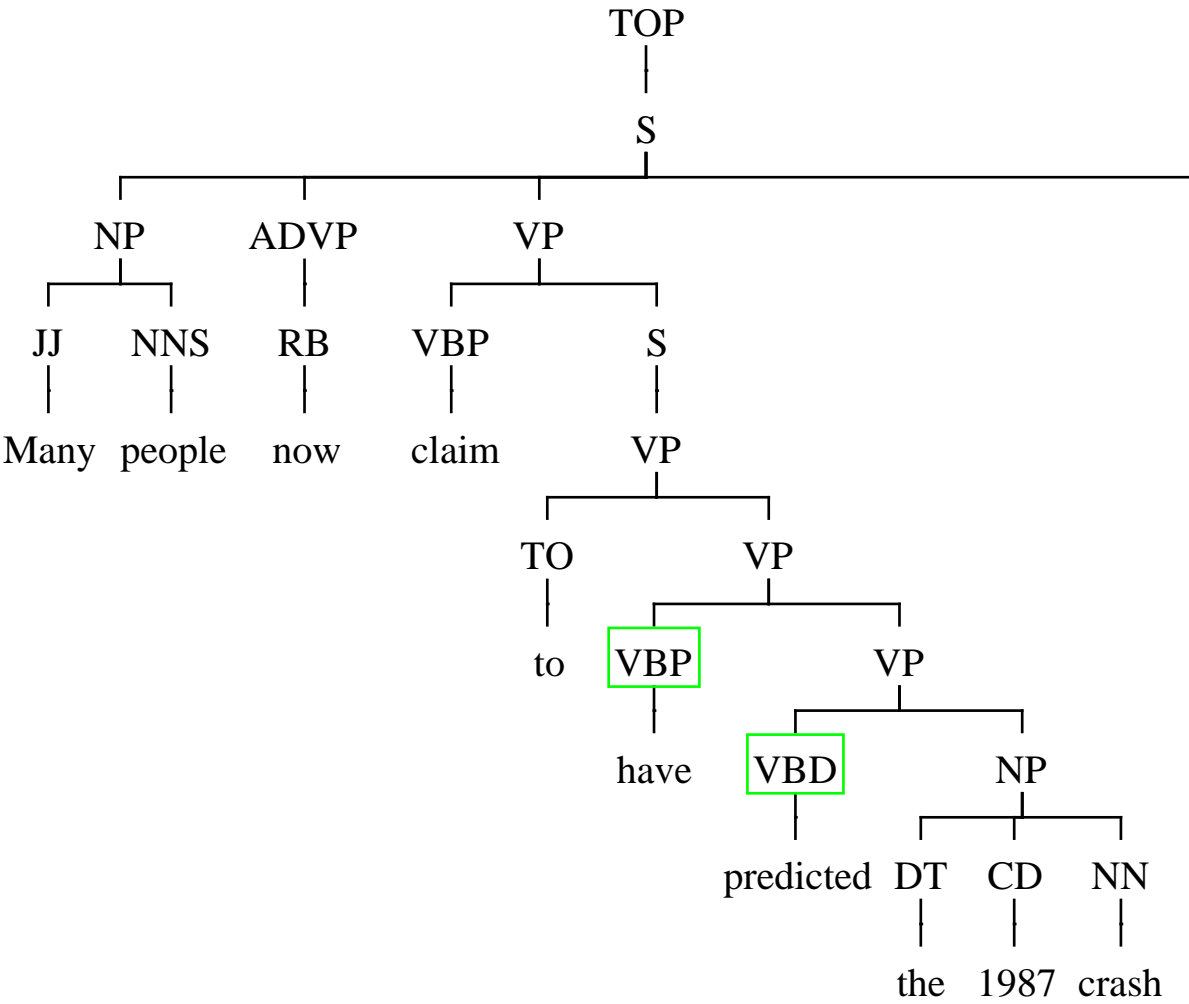 TOP
S
NP ADVP VP
JJ NNS RB VBP S
Many people now claim VP
TO VP
to VBP VP
have VBD NP
predicted DT CD NN
the 1987 crash